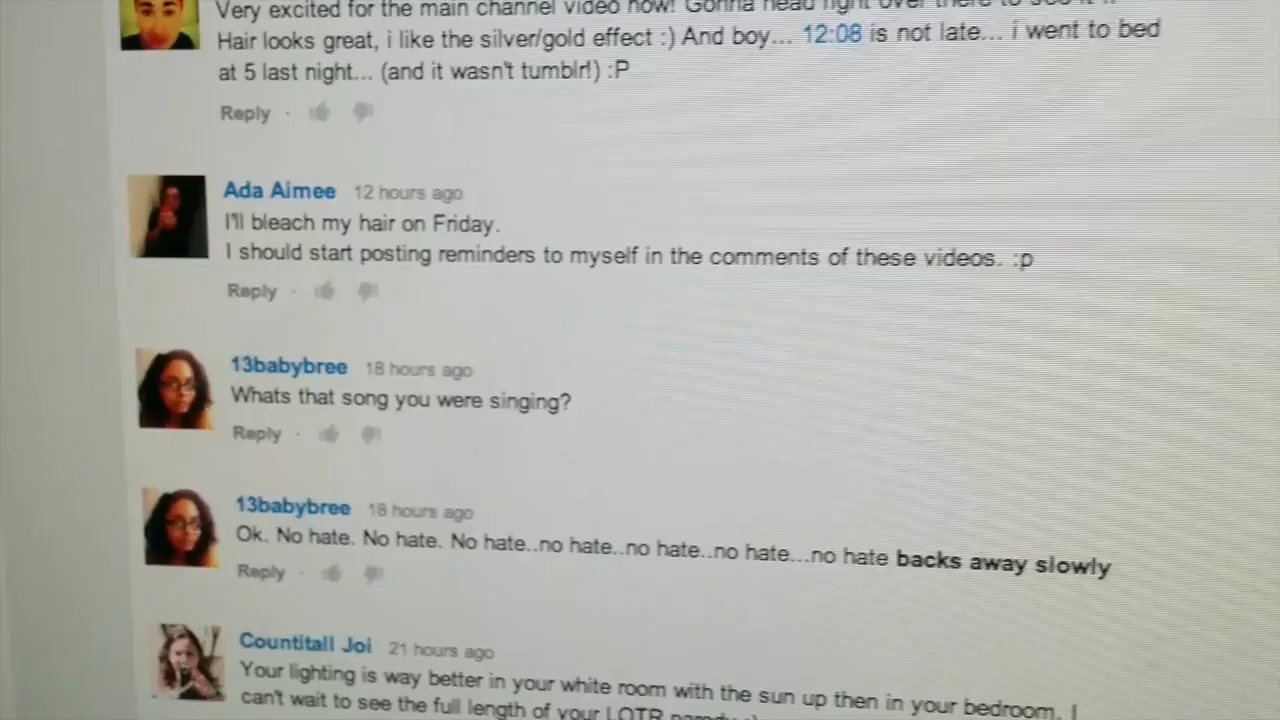 Very excited for the main channel video now! Gonna head right over there to see it
Hair looks great, i like the silver/gold effect :) And boy... 12:08 is not late... i went to bed
at 5 last night... (and it wasn't tumblr!) :P
Reply ·
Ada Aimee 12 hours ago
I'll bleach my hair on Friday.
I should start posting reminders to myself in the comments of these videos. :p
Reply ·
13babybree 18 hours ago
Whats that song you were singing?
Reply ·
13babybree 18 hours ago
Ok. No hate. No hate. No hate..no hate..no hate..no hate...no hate backs away slowly
Reply ·
Countitall Joi 21 hours ago
Your lighting is way better in your white room with the sun up then in your bedroom. I
can't wait to see the full length of your LOTR parody